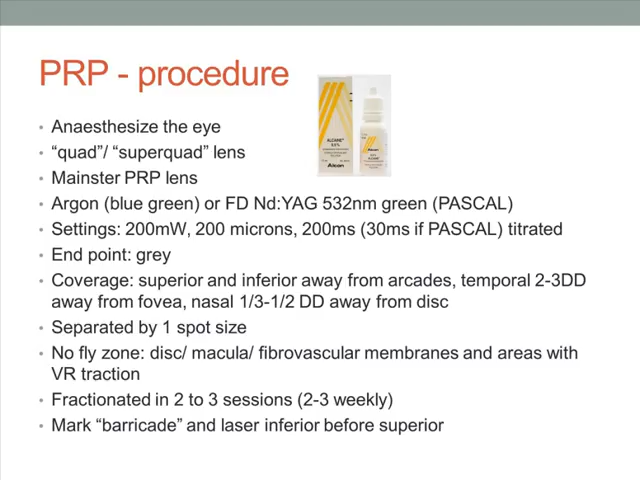 PRP - procedure
ALCAINE
0.5%
Alcon
Anaesthesize the eye
“quad”/ “superquad” lens
Mainster PRP lens
Argon (blue green) or FD Nd:YAG 532nm green (PASCAL)
Settings: 200mW, 200 microns, 200ms (30ms if PASCAL) titrated
End point: grey
Coverage: superior and inferior away from arcades, temporal 2-3DD
away from fovea, nasal 1/3-1/2 DD away from disc
Separated by 1 spot size
No fly zone: disc/ macula/ fibrovascular membranes and areas with
VR traction
Fractionated in 2 to 3 sessions (2-3 weekly)
Mark “barricade” and laser inferior before superior